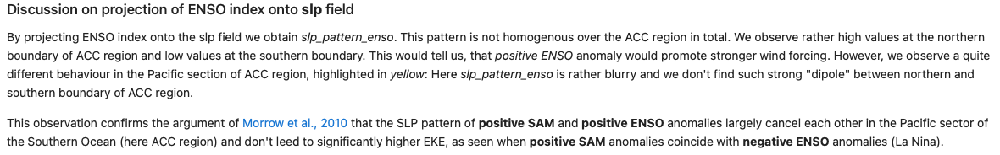 Discussion on projection of ENSO index onto slp field
By projecting ENSO index onto the slp field we obtain slp_pattern_enso. This pattern is not homogenous over the ACC region in total. We observe rather high values at the northern
boundary of ACC region and low values at the southern boundary. This would tell us, that positive ENSO anomaly would promote stronger wind forcing. However, we observe a quite
different behaviour in the Pacific section of ACC region, highlighted in yellow: Here slp_pattern_enso is rather blurry and we don't find such strong "dipole" between northern and
southern boundary of ACC region.
This observation confirms the argument of Morrow et al., 2010 that the SLP pattern of positive SAM and positive ENSO anomalies largely cancel each other in the Pacific sector of
the Southern Ocean (here ACC region) and don't leed to significantly higher EKE, as seen when positive SAM anomalies coincide with negative ENSO anomalies (La Nina).